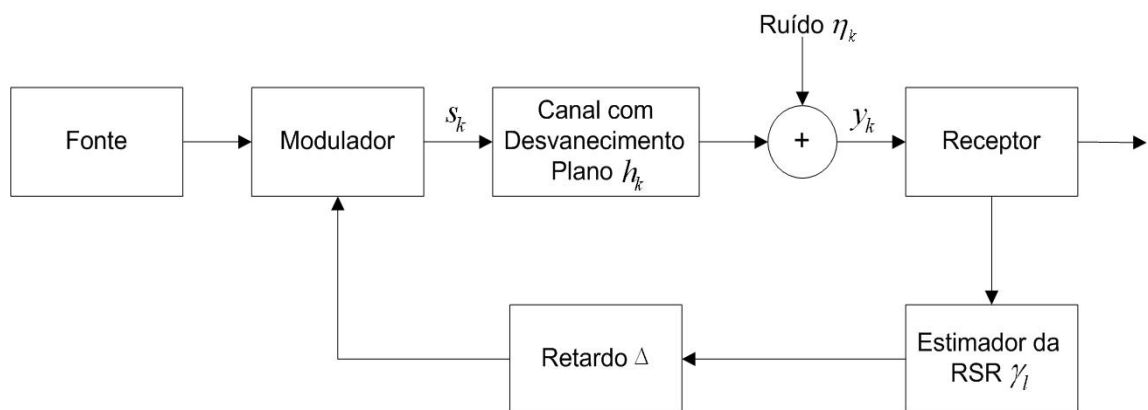 Ruído η_k
Fonte
Modulador
s_k
Canal com
Desvanecimento
Plano h_k
+
y_k
Receptor
Retardo Δ
Estimador da
RSR γ_l